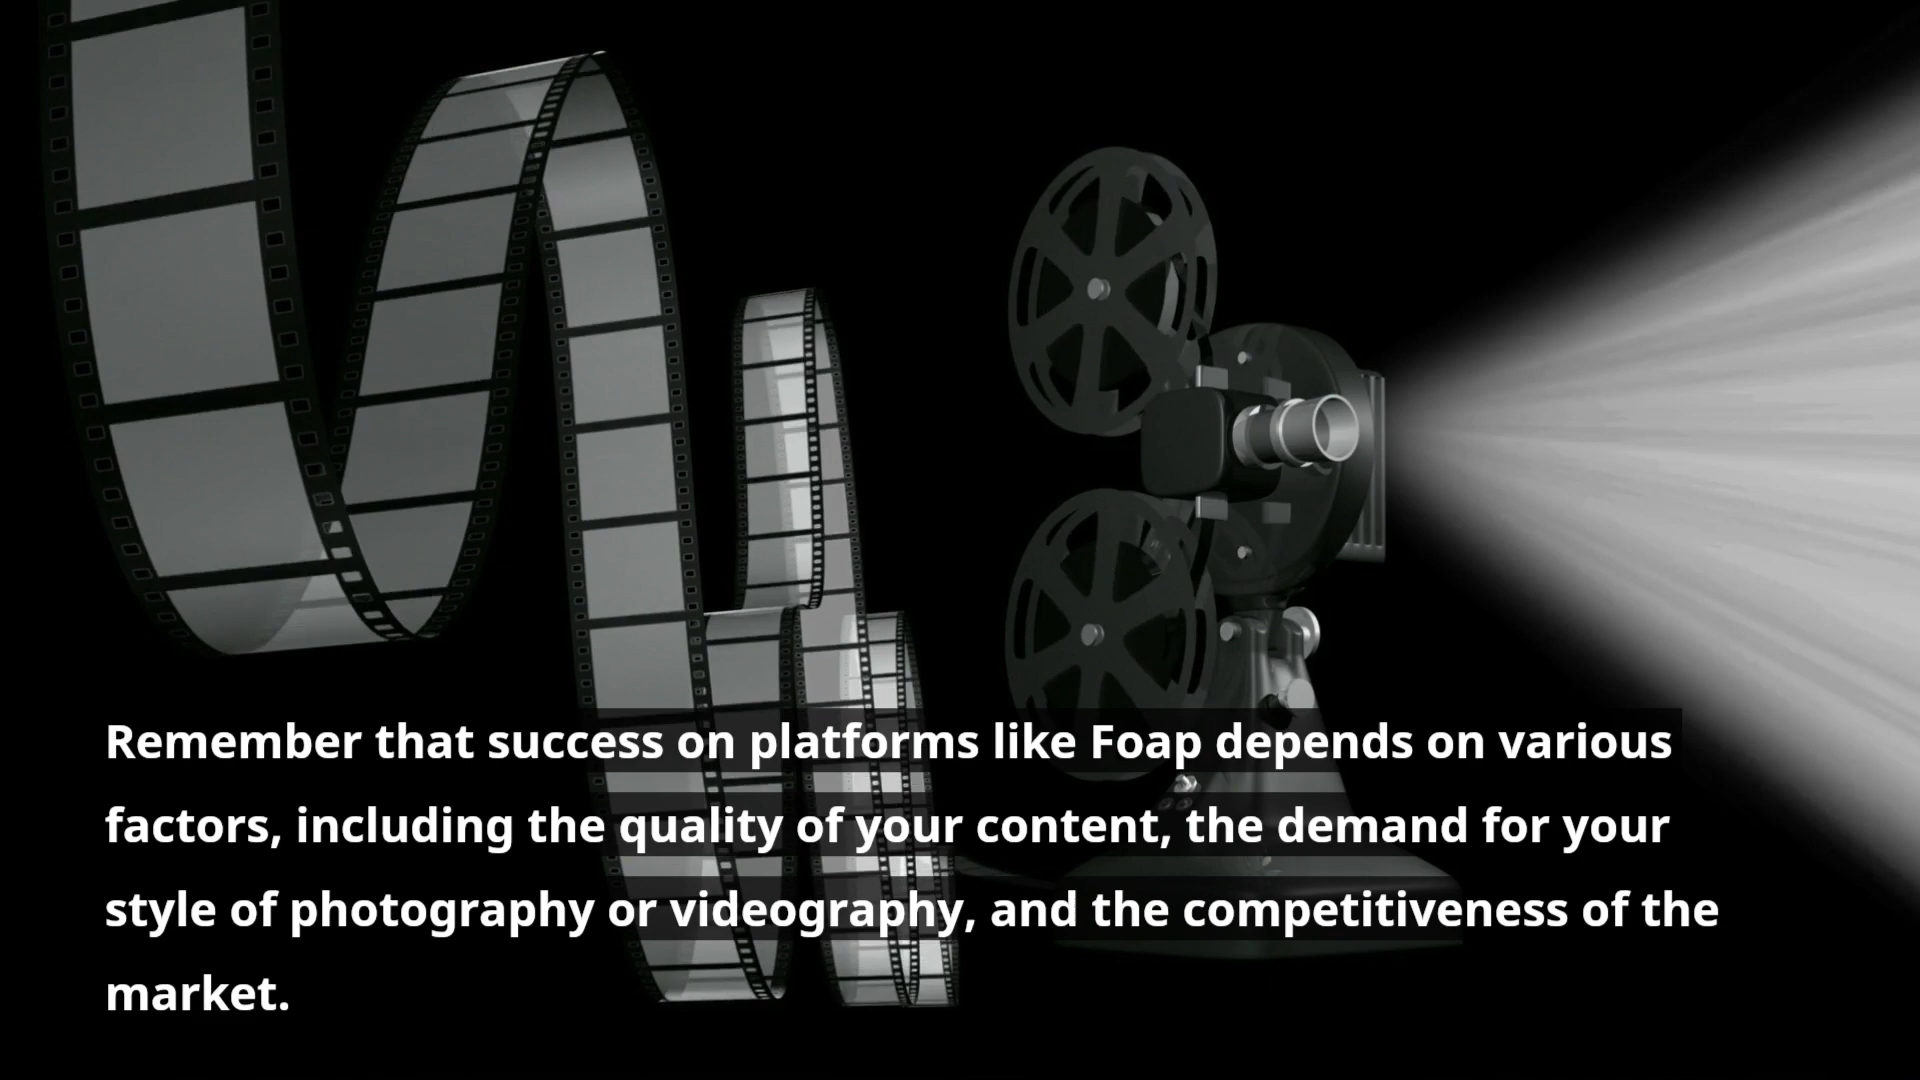 Remember that success on platforms like Foap depends on various
factors, including the quality of your content, the demand for your
style of photography or videography, and the competitiveness of the
market.